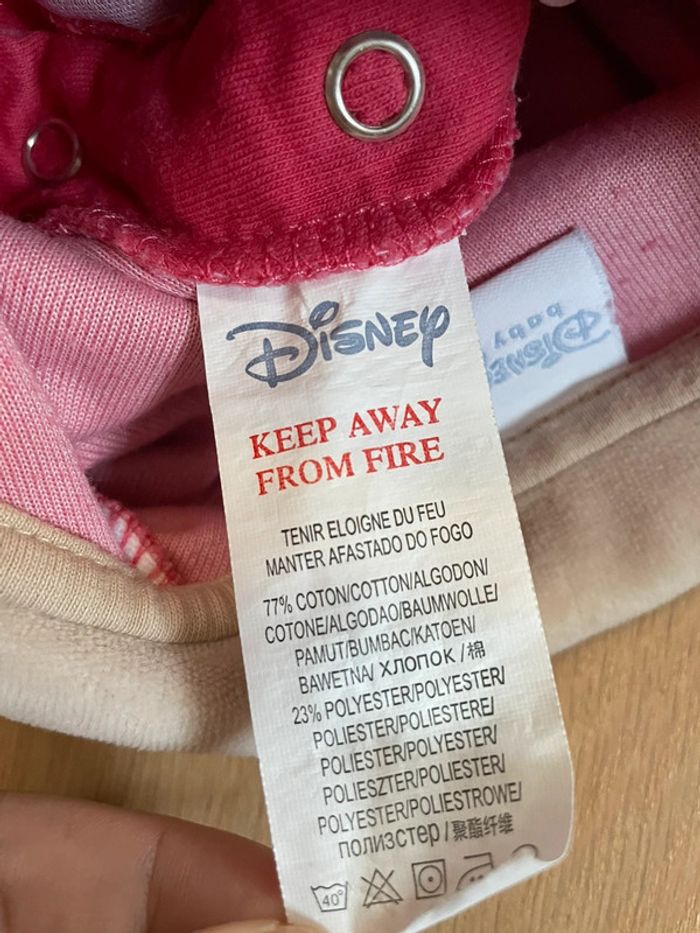 Disney
KEEP AWAY
FROM FIRE
TENIR ELOIGNE DU FEU
MANTER AFASTADO DO FOGO
77% COTON/COTTON/ALGODON/
COTONE/ALGODAO/BAUMWOLLE/
PAMUT/BUMBAC/KATOEN/
BAWETNA/ ХЛОПОК /棉
23% POLYESTER/POLYESTER/
POLIESTER/POLIESTERE/
POLIESTER/POLYESTER/
POLIESZTER/POLIESTER/
POLYESTER/POLIESTROWE/
полиэстер /聚酯纤维
40°
Disney
baby